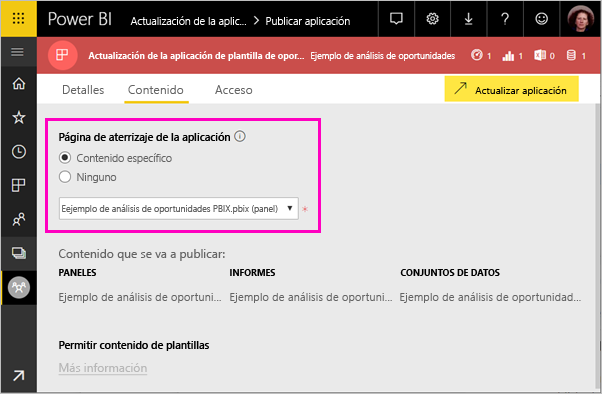 Power BI Actualización de la aplic... > Publicar aplicación ?
Actualización de la aplicación de plantilla de opor... Ejemplo de análisis de oportunidades 1 1 0 1
Detalles Contenido Acceso Actualizar aplicación
Página de aterrizaje de la aplicación
Contenido específico
Ninguno
Eejemplo de análisis de oportunidades PBIX.pbix (panel) *
Contenido que se va a publicar:
PANELES INFORMES CONJUNTOS DE DATOS
Ejemplo de análisis de oportuni... Ejemplo de análisis de oportuni... Ejemplo de análisis de oportunidad...
Permitir contenido de plantillas
Más información